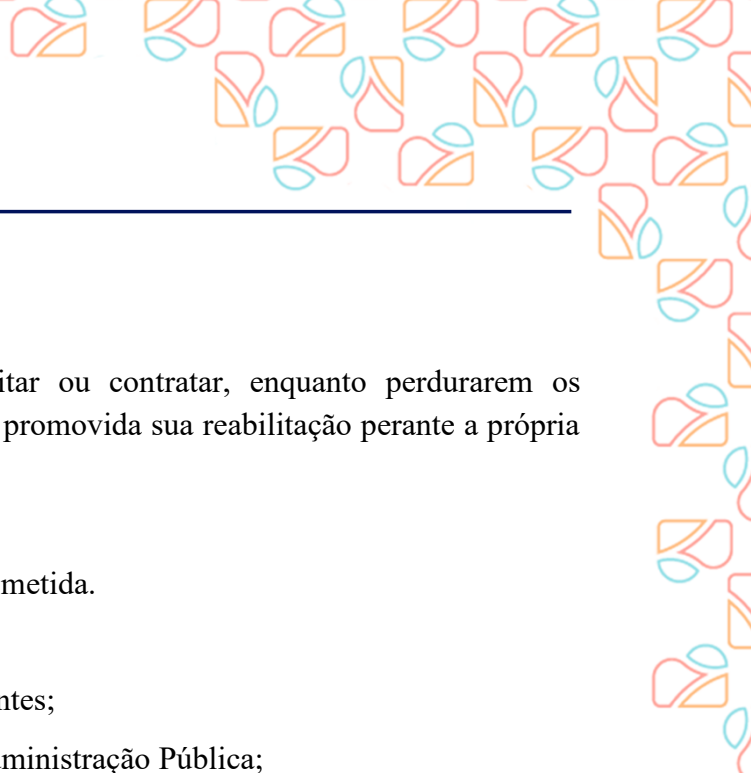 itar ou contratar, enquanto perdurarem os
promovida sua reabilitação perante a própria
metida.
ntes;
ministração Pública;